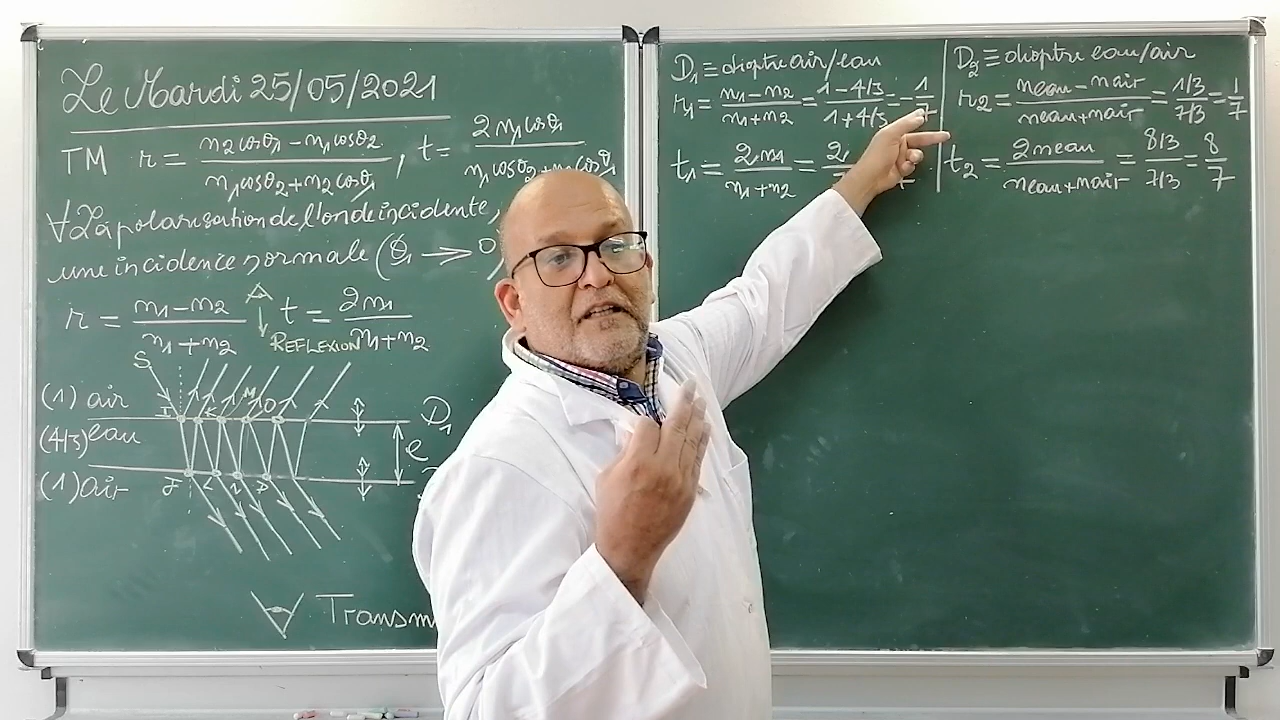 Le Mardi 25/05/2021
TM r = (n2cosθ1 - n1cosθ2)/(n1cosθ2+n2cosθ1), t = 2n1cosθ1/(n1cosθ2+n2cosθ1)
∀ la polarisation de l'onde incidente,
une incidence normale (θ1 → 0
r = (n1-n2)/(n1+n2) t = 2n1/(n1+n2)
REFLEXION
S
(1) air I K M O D1
(4/3) eau e
(1) air J L
Transm
D1 ≡ dioptre air/eau
r1 = (n1-n2)/(n1+n2) = (1-4/3)/(1+4/3) = -1/7
t1 = 2n1/(n1+n2) = 2
D2 ≡ dioptre eau/air
r2 = (neau-nair)/(neau+nair) = (1/3)/(7/3) = 1/7
t2 = 2neau/(neau+nair) = (8/3)/(7/3) = 8/7